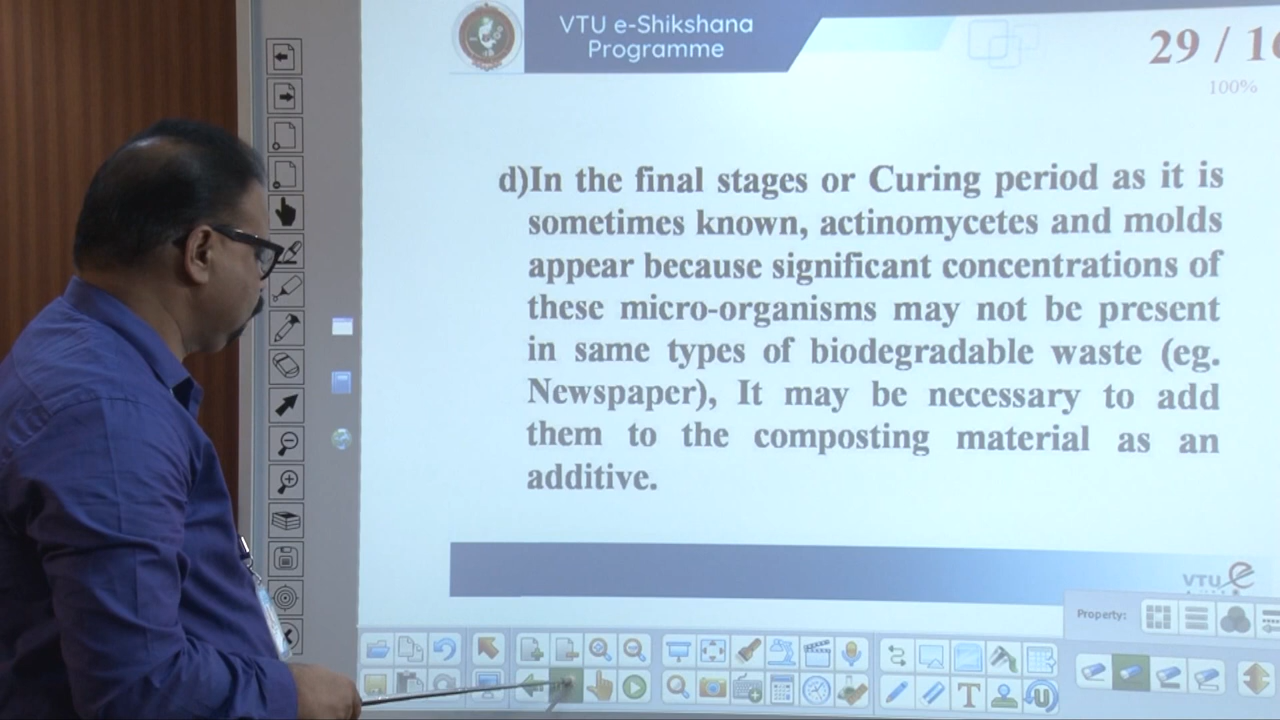 VTU e-Shikshana
Programme
29 / 16
100%
d)In the final stages or Curing period as it is
sometimes known, actinomycetes and molds
appear because significant concentrations of
these micro-organisms may not be present
in same types of biodegradable waste (eg.
Newspaper), It may be necessary to add
them to the composting material as an
additive.
VTU e
Property: